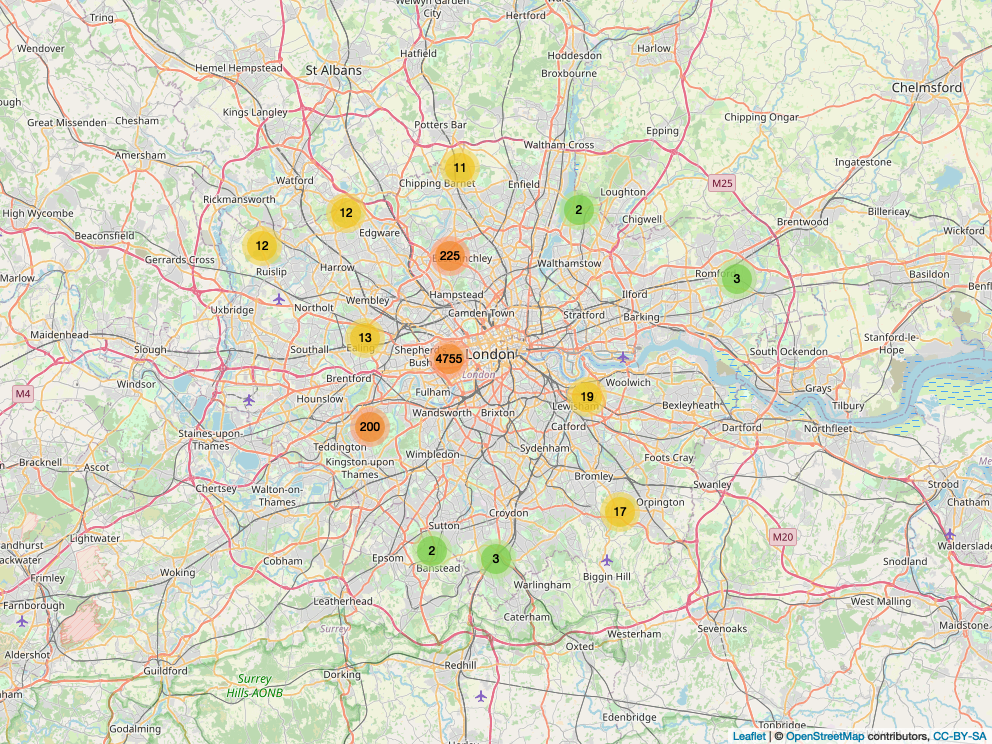 Tring
Welwyn Garden
City
Hertford
Wendover
Hatfield
Hoddesdon
Harlow
Hemel Hempstead
St Albans
Broxbourne
Chelmsford
Kings Langley
Great Missenden
Chesham
Potters Bar
Chipping Ongar
Epping
Waltham Cross
Amersham
Ingatestone
11
Watford
Chipping Barnet
Enfield
M25
Loughton
Rickmansworth
High Wycombe
12
2
Chigwell
Billericay
Brentwood
Beaconsfield
Edgware
Wickford
12
Gerrards Cross
225
Walthamstow
Ruislip
Harrow
Romford
3
Basildon
Marlow
Hampstead
Ilford
Wembley
Northolt
Uxbridge
Camden Town
Stratford
Barking
Maidenhead
13
Stanford-le-
Hope
Slough
Southall
Ealing
Shepherd
Bush
4755
London
South Ockendon
London
Brentford
Windsor
Woolwich
Grays
M4
Fulham
Hounslow
19
Bexleyheath
Tilbury
Lewisham
Wandsworth
Brixton
200
Catford
Dartford
Northfleet
Staines-upon-
Thames
Teddington
Sydenham
Wimbledon
Foots Cray
Bracknell
Ascot
Kingston upon
Thames
Bromley
Swanley
Strood
Chertsey
Walton-on-
Thames
Orpington
Chatham
17
Croydon
Sutton
M20
Lightwater
2
3
Epsom
Banstead
Cobham
Snodland
Woking
Biggin Hill
Frimley
Warlingham
Leatherhead
West Malling
Farnborough
Caterham
Surrey
Westerham
Sevenoaks
Oxted
Aldershot
Redhill
Guildford
Dorking
Surrey
Hills AONB
Edenbridge
Tonbridge
Godalming
Leaflet | © OpenStreetMap contributors, CC-BY-SA